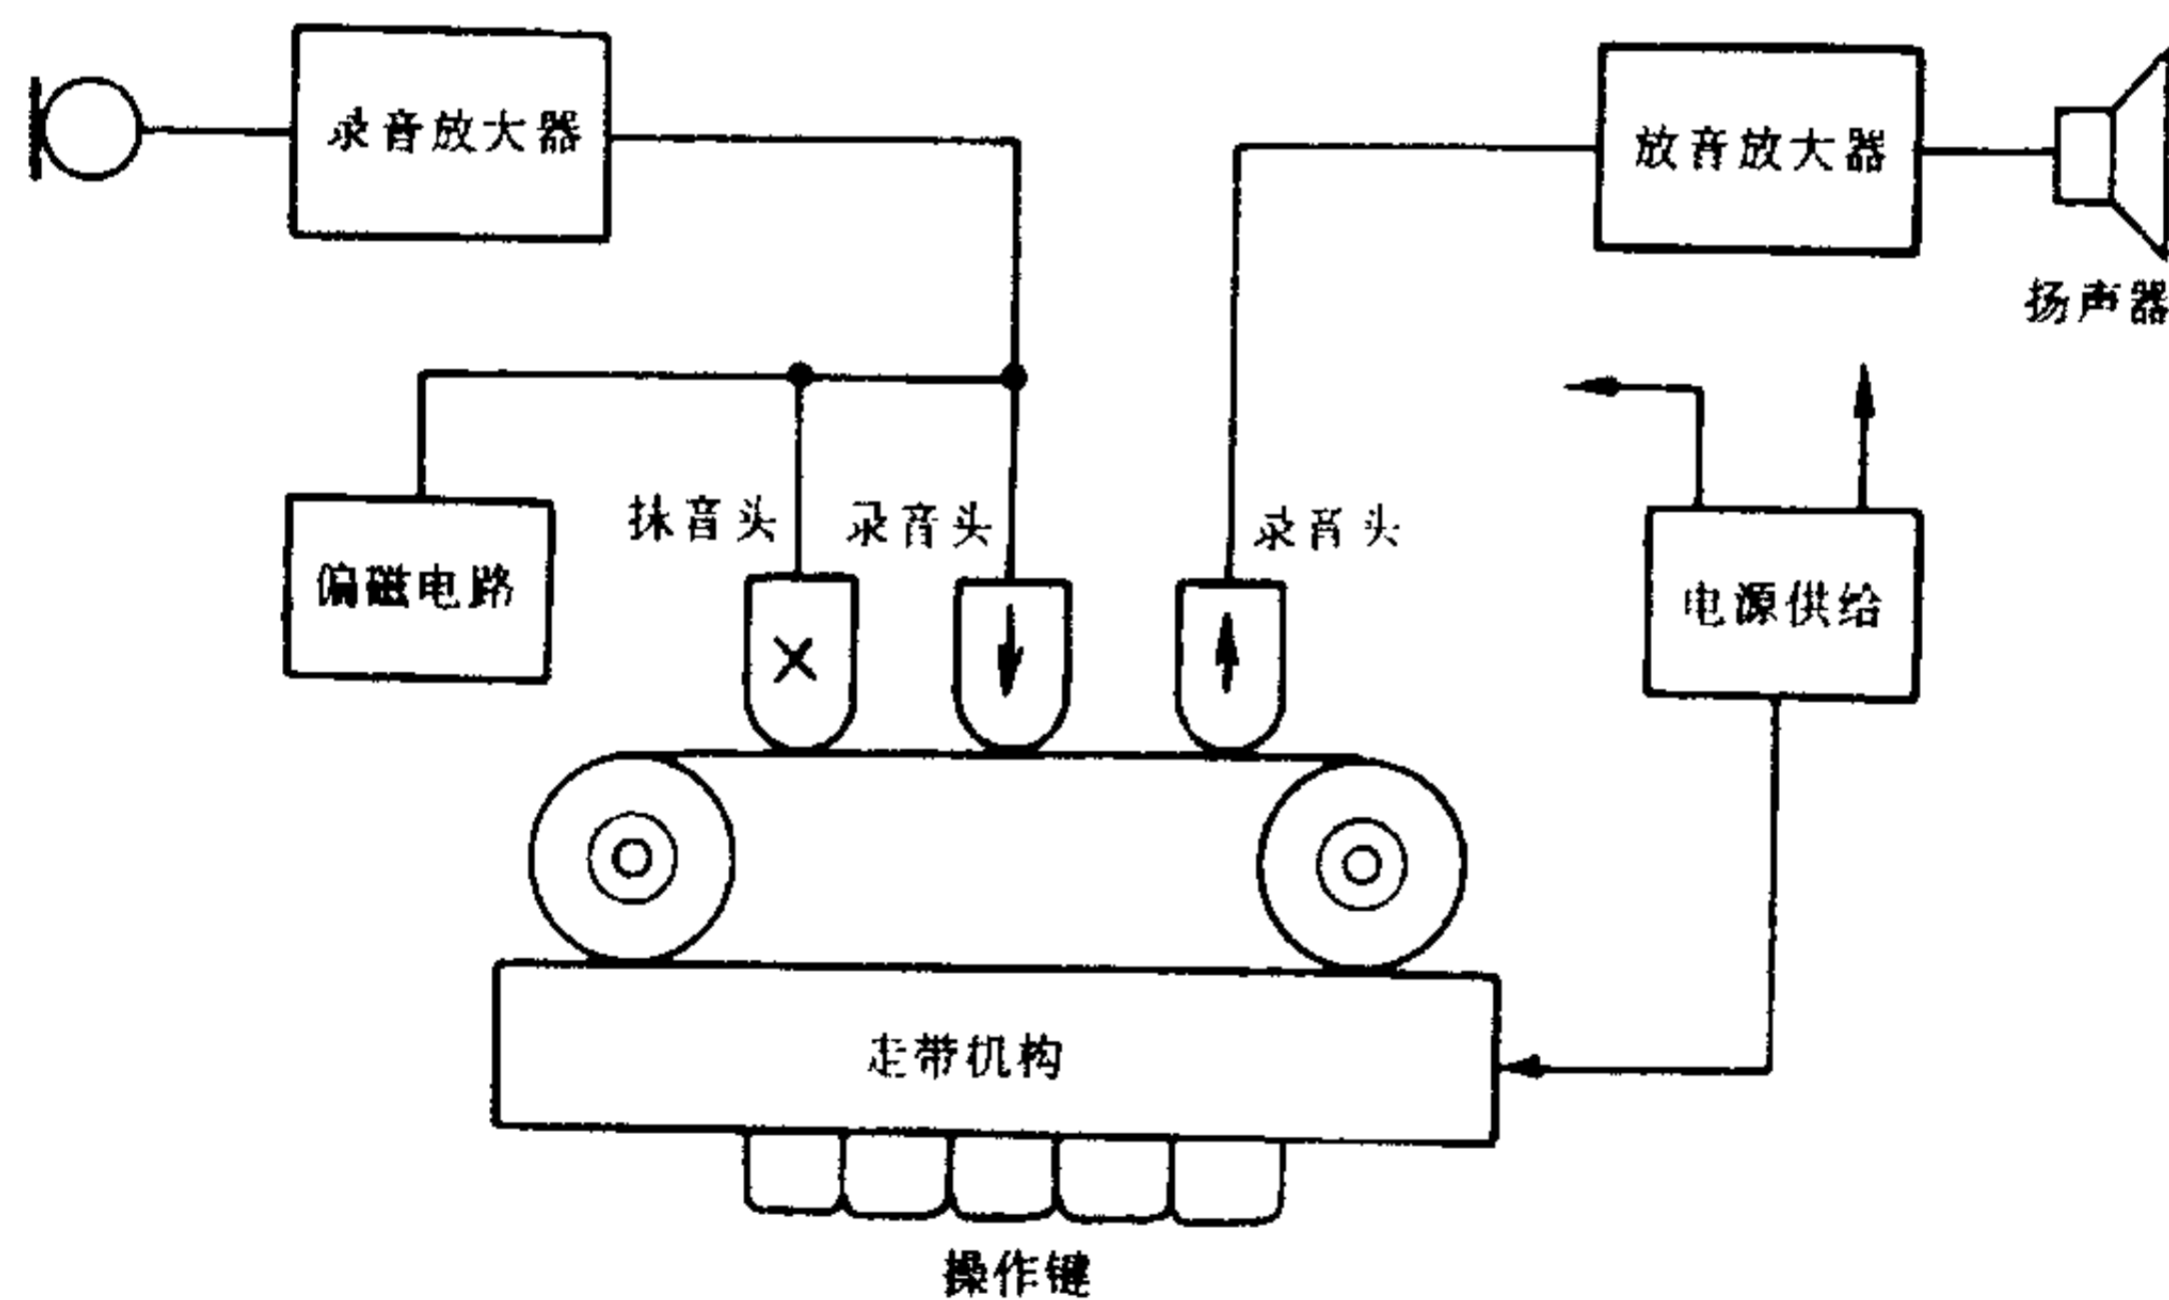 录音放大器
放音放大器
扬声器
抹音头
录音头
录音头
偏磁电路
电源供给
走带机构
操作键